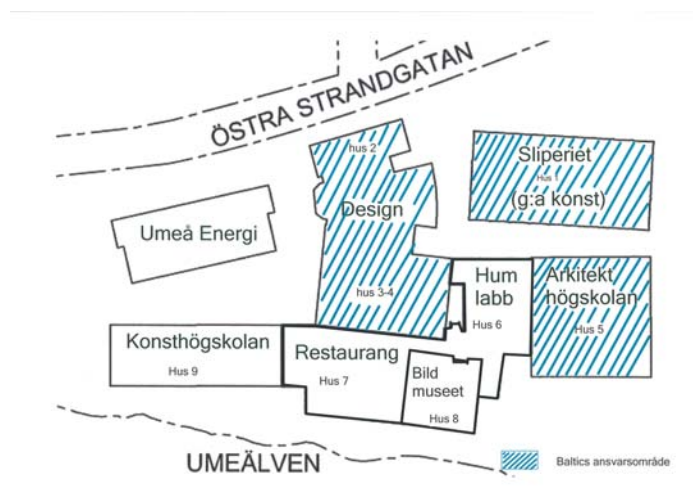 ÖSTRA STRANDGATAN
hus 2
Design
hus 3-4
Sliperiet
Hus 1
(g:a konst)
Umeå Energi
Hum
labb
Hus 6
Arkitekt
högskolan
Hus 5
Konsthögskolan
Hus 9
Restaurang
Hus 7
Bild
museet
Hus 8
UMEÄLVEN
Baltics ansvarsområde